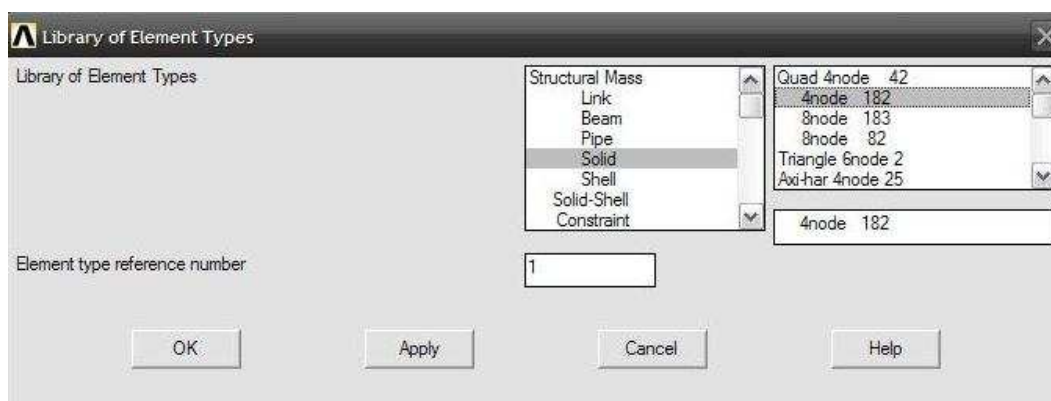 Library of Element Types
Library of Element Types
Structural Mass
Link
Beam
Pipe
Solid
Shell
Solid-Shell
Constraint
Quad 4node 42
4node 182
8node 183
8node 82
Triangle 6node 2
Axi-har 4node 25
4node 182
Element type reference number
1
OK
Apply
Cancel
Help